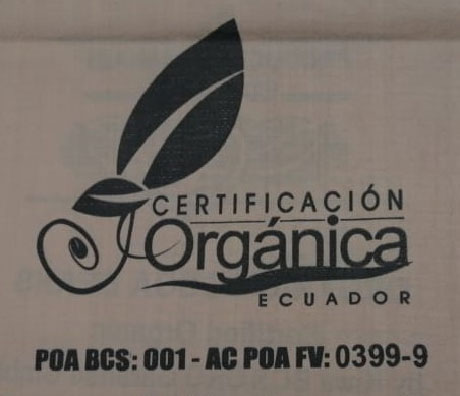 CERTIFICACIÓN
Orgánica
ECUADOR
POA BCS: 001 - AC POA FV: 0399-9